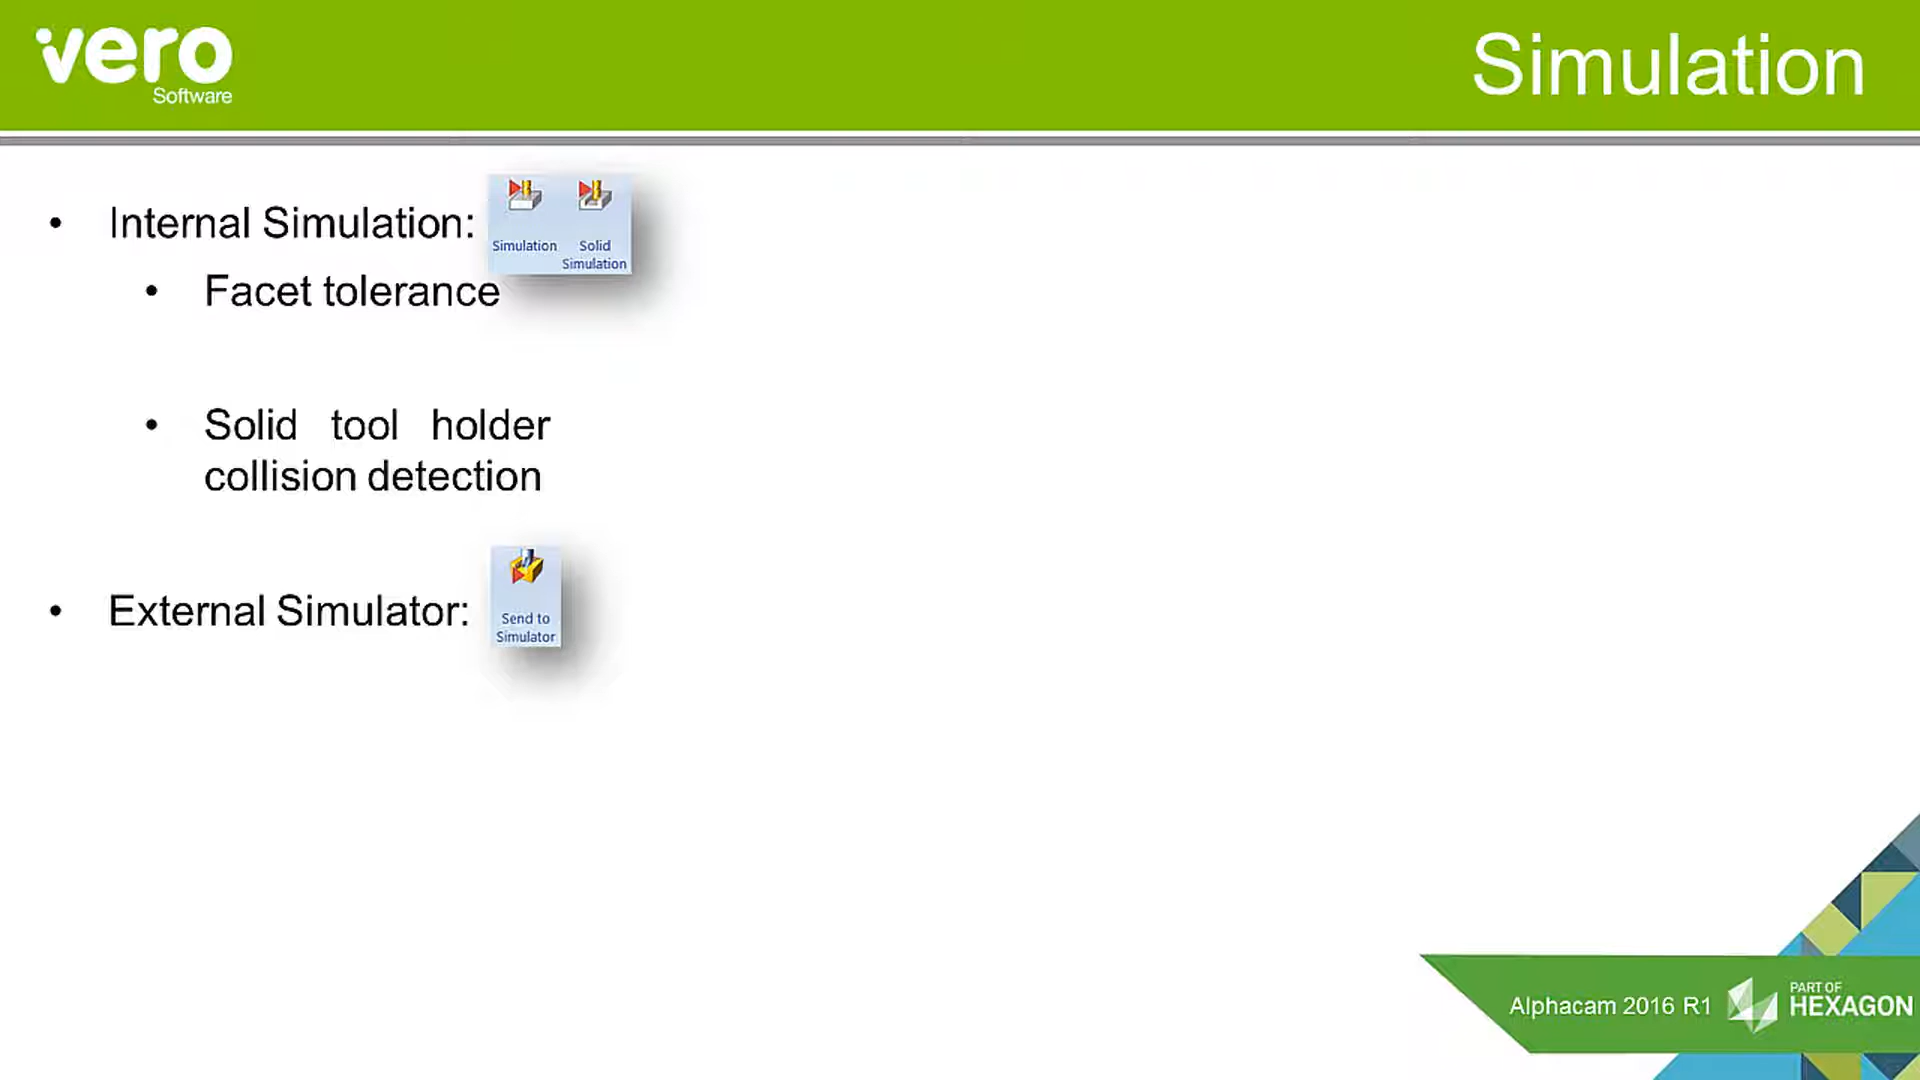 vero
Software
Simulation
• Internal Simulation:
Simulation
Solid
Simulation
• Facet tolerance
• Solid tool holder
collision detection
• External Simulator:
Send to
Simulator
Alphacam 2016 R1
PART OF
HEXAGON